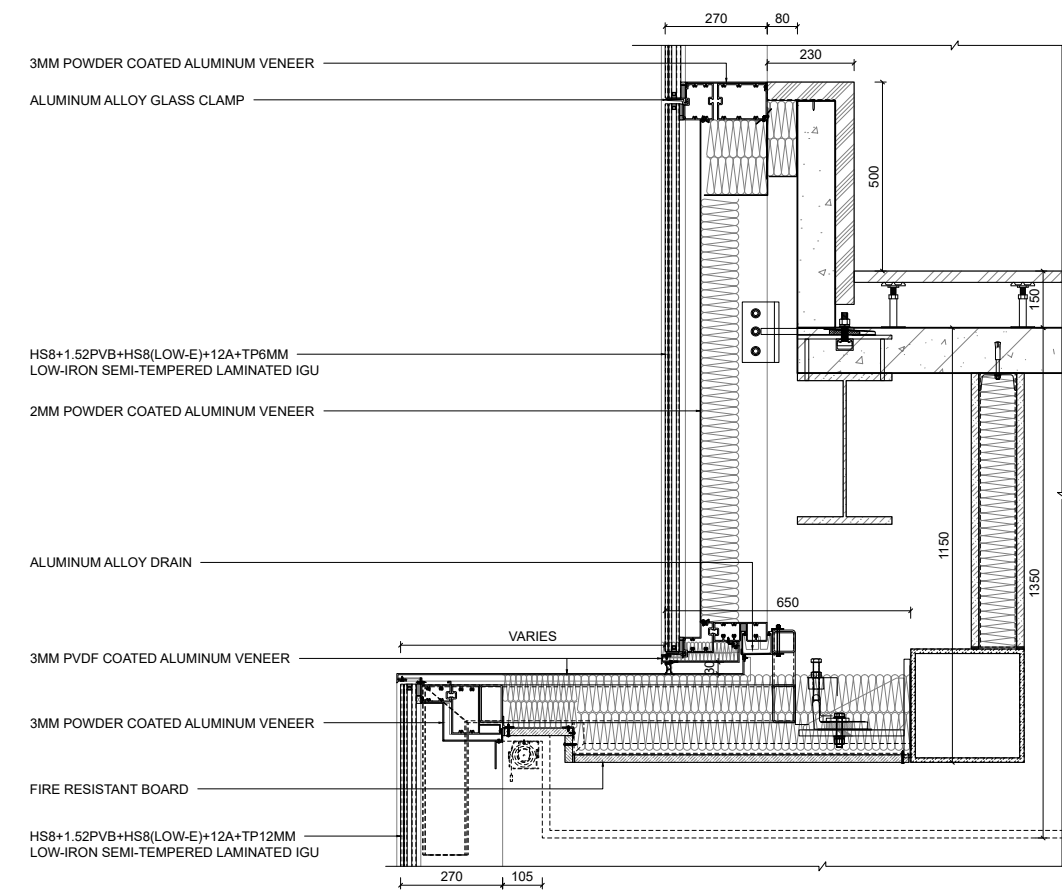 270
80
3MM POWDER COATED ALUMINUM VENEER
230
ALUMINUM ALLOY GLASS CLAMP
500
150
HS8+1.52PVB+HS8(LOW-E)+12A+TP6MM
LOW-IRON SEMI-TEMPERED LAMINATED IGU
2MM POWDER COATED ALUMINUM VENEER
1150
ALUMINUM ALLOY DRAIN
1350
650
VARIES
3MM PVDF COATED ALUMINUM VENEER
30
3MM POWDER COATED ALUMINUM VENEER
FIRE RESISTANT BOARD
HS8+1.52PVB+HS8(LOW-E)+12A+TP12MM
LOW-IRON SEMI-TEMPERED LAMINATED IGU
270
105